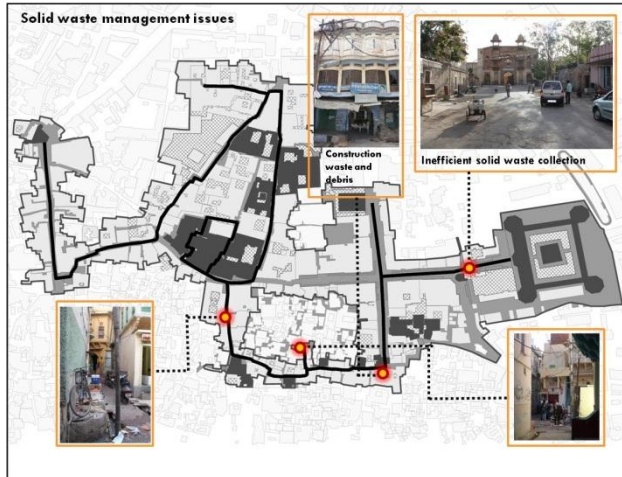 Solid waste management issues
Construction
waste and
debris
Inefficient solid waste collection